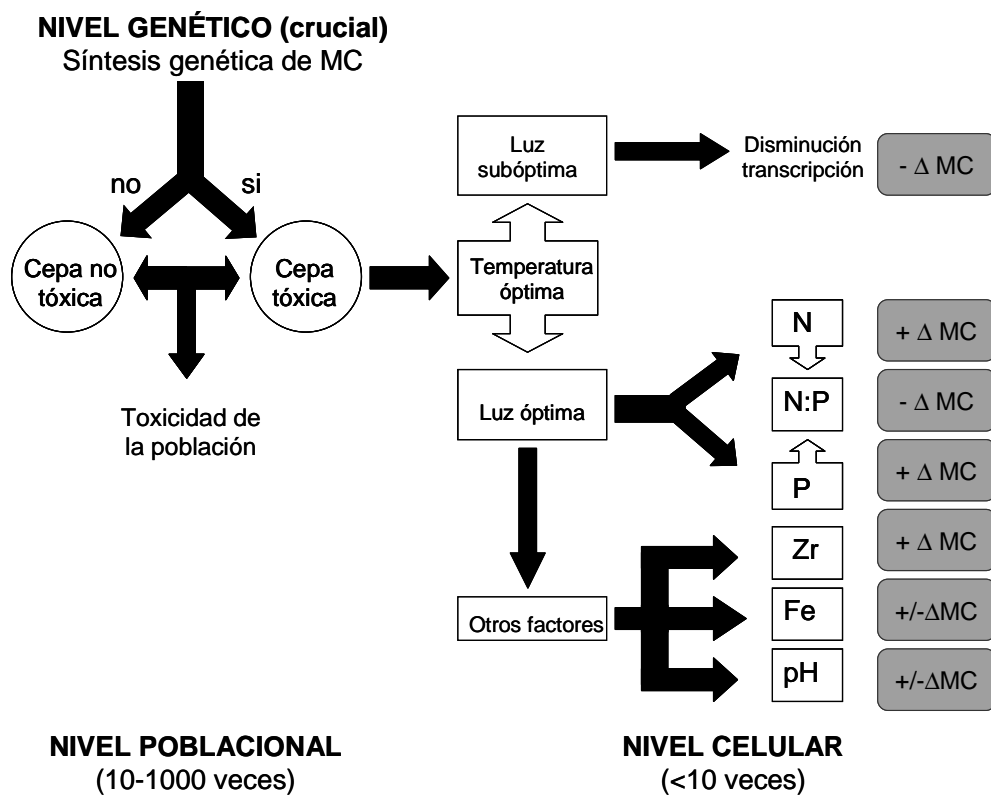 NIVEL GENÉTICO (crucial)
Síntesis genética de MC
no
si
Cepa no
tóxica
Cepa
tóxica
Toxicidad de
la población
Luz
subóptima
Temperatura
óptima
Luz óptima
Otros factores
Disminución
transcripción
- Δ MC
N
+ Δ MC
N:P
- Δ MC
P
+ Δ MC
Zr
+ Δ MC
Fe
+/-ΔMC
pH
+/-ΔMC
NIVEL POBLACIONAL
(10-1000 veces)
NIVEL CELULAR
(<10 veces)